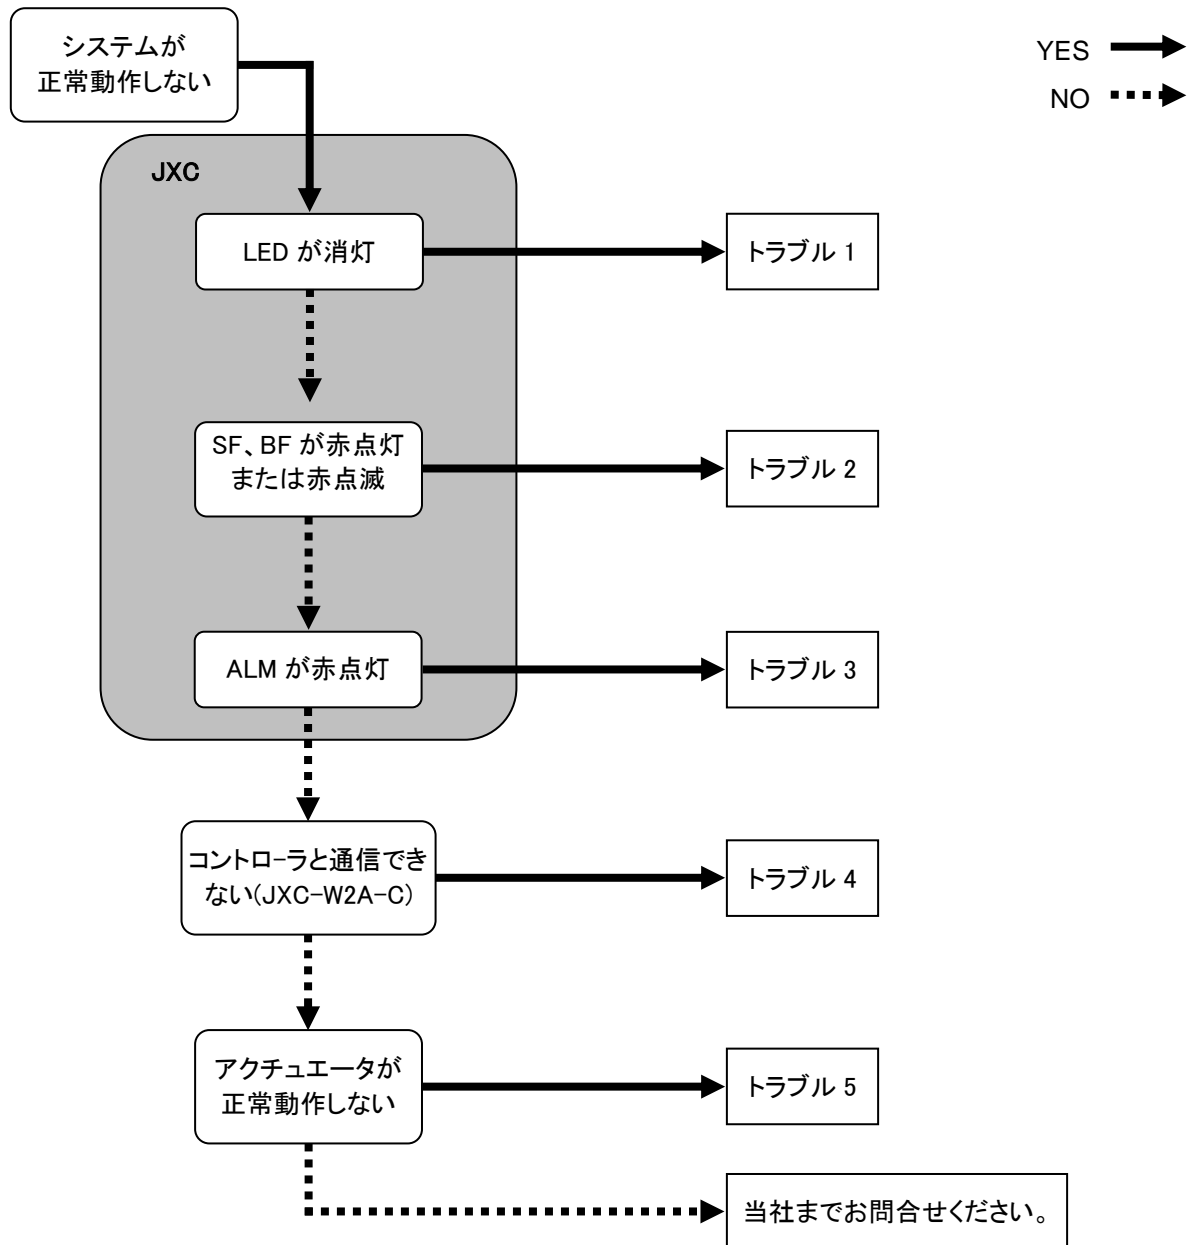 システムが
正常動作しない
YES
NO
JXC
LED が消灯
トラブル 1
SF、BF が赤点灯
または赤点滅
トラブル 2
ALM が赤点灯
トラブル 3
コントローラと通信でき
ない(JXC-W2A-C)
トラブル 4
アクチュエータが
正常動作しない
トラブル 5
当社までお問合せください。